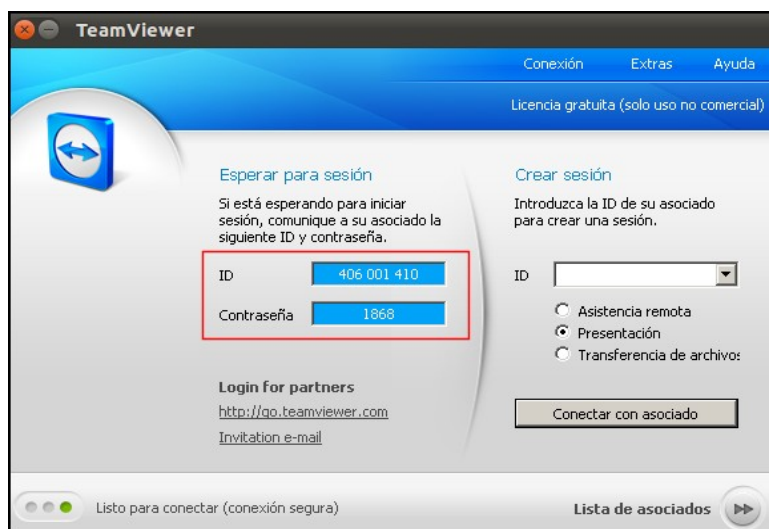 TeamViewer
Conexión Extras Ayuda
Licencia gratuita (solo uso no comercial)
Esperar para sesión
Si está esperando para iniciar
sesión, comunique a su asociado la
siguiente ID y contraseña.
ID 406 001 410
Contraseña 1868
Login for partners
http://go.teamviewer.com
Invitation e-mail
Crear sesión
Introduzca la ID de su asociado
para crear una sesión.
ID
Asistencia remota
Presentación
Transferencia de archivos
Conectar con asociado
Listo para conectar (conexión segura)
Lista de asociados